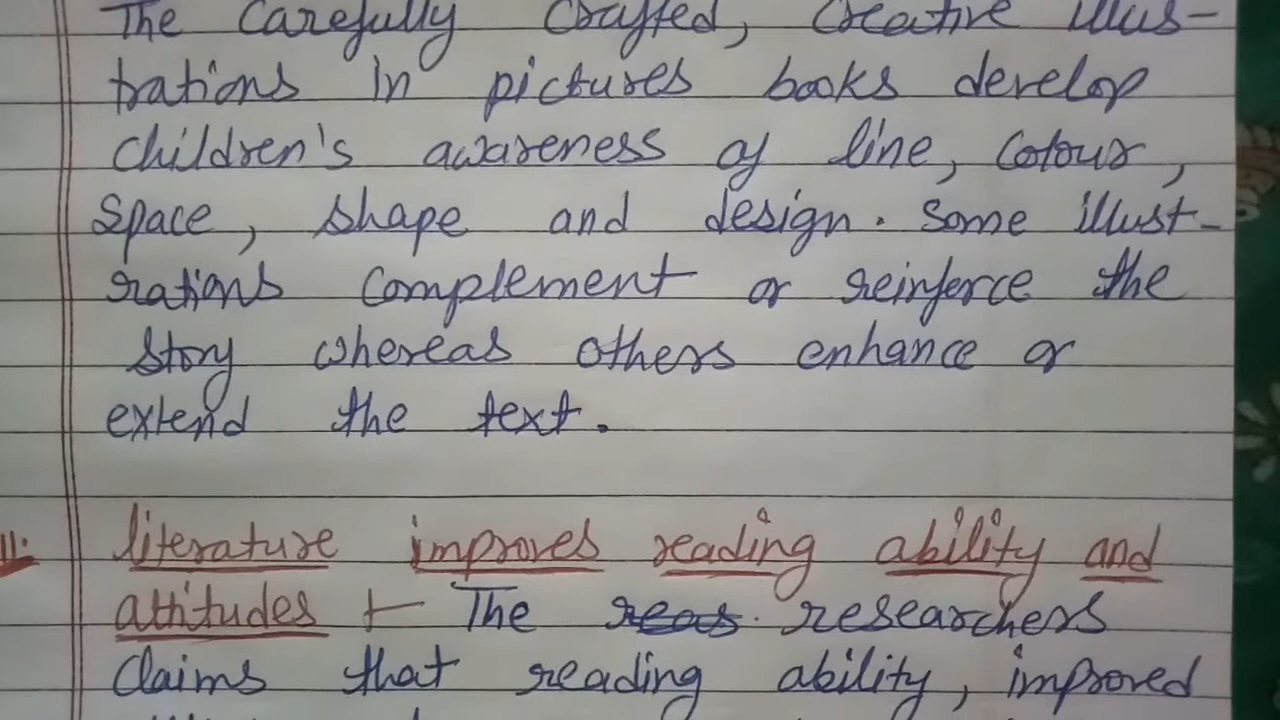 The Carefully Crafted, Creative illus-
trations in pictures books develop
children's awareness of line, Colour,
Space, shape and design. Some illust-
rations Complement or reinferce the
story whereas others enhance or
extend the text.
11. literature improves reading ability and
attitudes :- The researchers
Claims that reading ability, improved